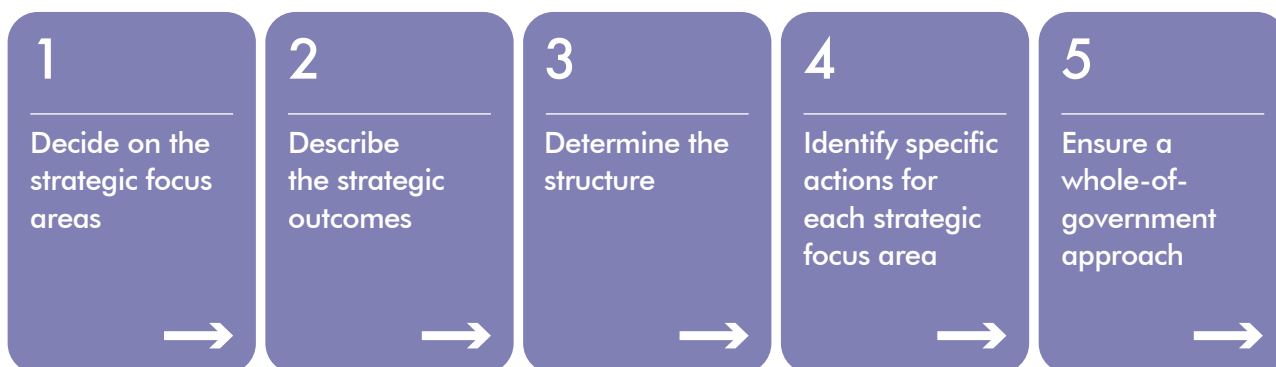 1
Decide on the
strategic focus
areas
2
Describe
the strategic
outcomes
3
Determine the
structure
4
Identify specific
actions for
each strategic
focus area
5
Ensure a
whole-of-
government
approach